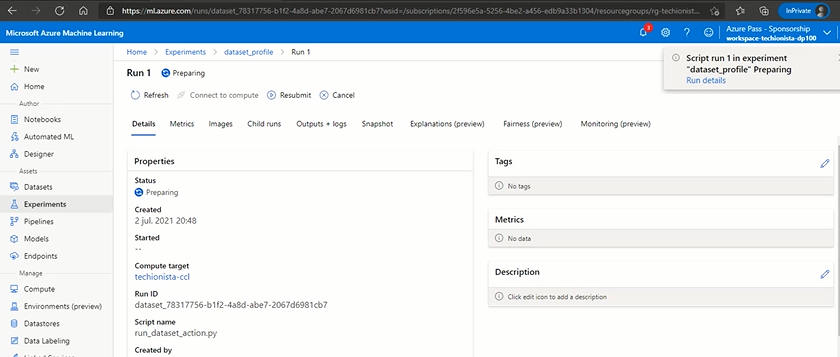 https://ml.azure.com/runs/dataset_78317756-b1f2-4a8d-abe7-2067d6981cb7?wsid=/subscriptions/2f596e5a-5256-4be2-a456-edb9a33b1304/resourcegroups/rg-techionist...
InPrivate
Microsoft Azure Machine Learning
Azure Pass - Sponsorship
workspace-techionista-dp100
New
Home
Author
Notebooks
Automated ML
Designer
Assets
Datasets
Experiments
Pipelines
Models
Endpoints
Manage
Compute
Environments (preview)
Datastores
Data Labeling
Home > Experiments > dataset_profile > Run 1
Run 1 Preparing
Refresh Connect to compute Resubmit Cancel
Details Metrics Images Child runs Outputs + logs Snapshot Explanations (preview) Fairness (preview) Monitoring (preview)
Properties
Status
Preparing
Created
2 jul. 2021 20:48
Started
--
Compute target
techionista-ccl
Run ID
dataset_78317756-b1f2-4a8d-abe7-2067d6981cb7
Script name
run_dataset_action.py
Created by
Tags
No tags
Metrics
No data
Description
Click edit icon to add a description
Script run 1 in experiment
"dataset_profile" Preparing
Run details